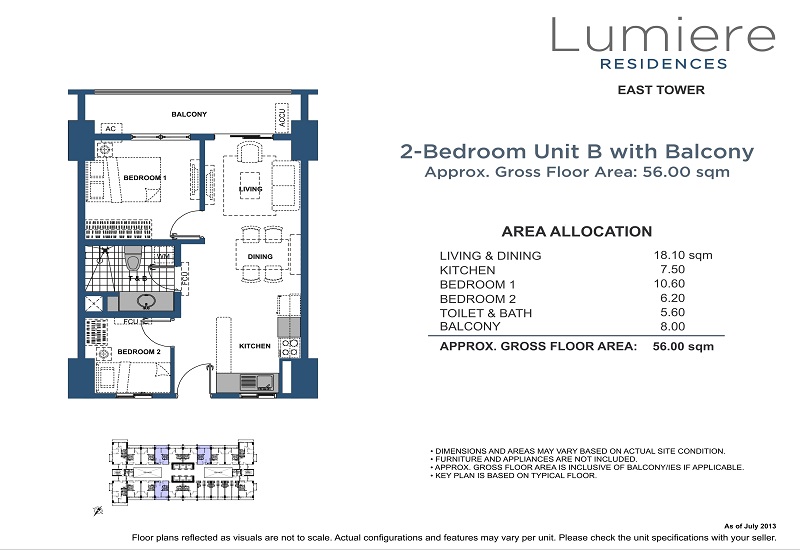 Lumiere
RESIDENCES
EAST TOWER
2-Bedroom Unit B with Balcony
Approx. Gross Floor Area: 56.00 sqm
BALCONY
ACCU
AC
BEDROOM 1
LIVING
DINING
WM
T & B
FCU
FCU
BEDROOM 2
KITCHEN
AREA ALLOCATION
LIVING & DINING 18.10 sqm
KITCHEN 7.50
BEDROOM 1 10.60
BEDROOM 2 6.20
TOILET & BATH 5.60
BALCONY 8.00
APPROX. GROSS FLOOR AREA: 56.00 sqm
• DIMENSIONS AND AREAS MAY VARY BASED ON ACTUAL SITE CONDITION.
• FURNITURE AND APPLIANCES ARE NOT INCLUDED.
• APPROX. GROSS FLOOR AREA IS INCLUSIVE OF BALCONY/IES IF APPLICABLE.
• KEY PLAN IS BASED ON TYPICAL FLOOR.
As of July 2013
Floor plans reflected as visuals are not to scale. Actual configurations and features may vary per unit. Please check the unit specifications with your seller.